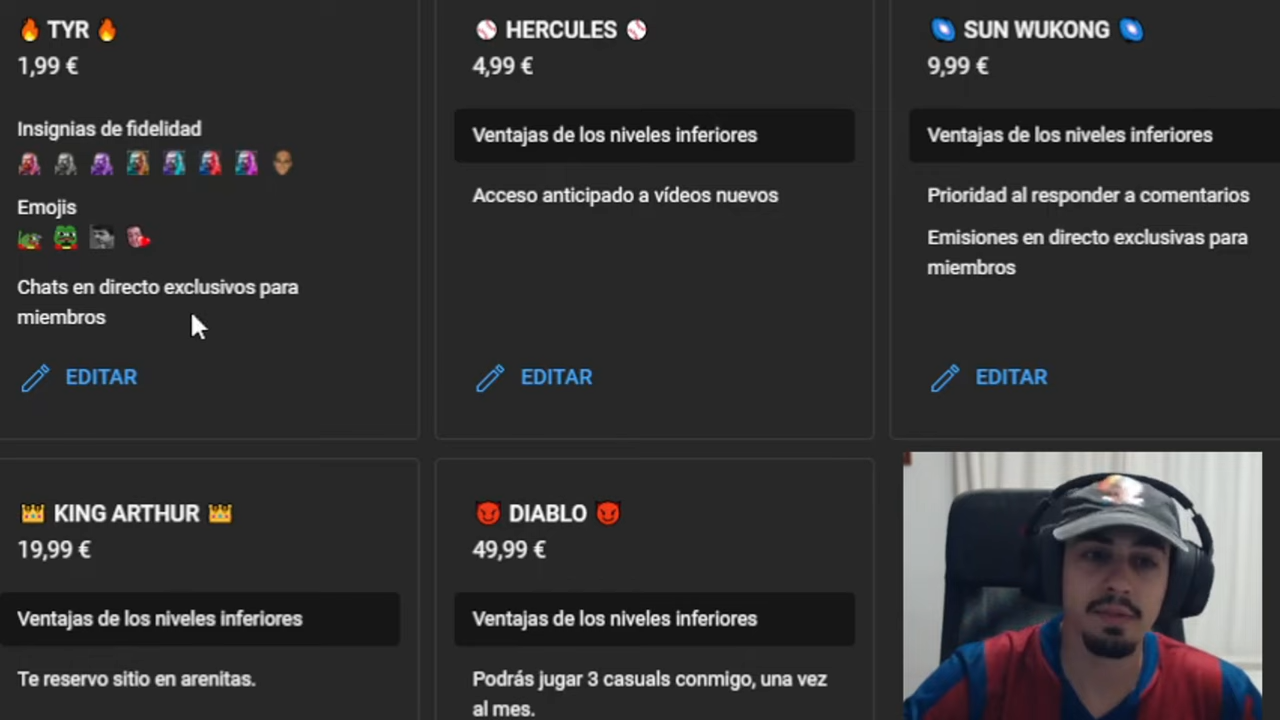 TYR
1,99 €
Insignias de fidelidad
Emojis
Chats en directo exclusivos para
miembros
EDITAR
HERCULES
4,99 €
Ventajas de los niveles inferiores
Acceso anticipado a vídeos nuevos
EDITAR
SUN WUKONG
9,99 €
Ventajas de los niveles inferiores
Prioridad al responder a comentarios
Emisiones en directo exclusivas para
miembros
EDITAR
KING ARTHUR
19,99 €
Ventajas de los niveles inferiores
Te reservo sitio en arenitas.
DIABLO
49,99 €
Ventajas de los niveles inferiores
Podrás jugar 3 casuals conmigo, una vez
al mes.